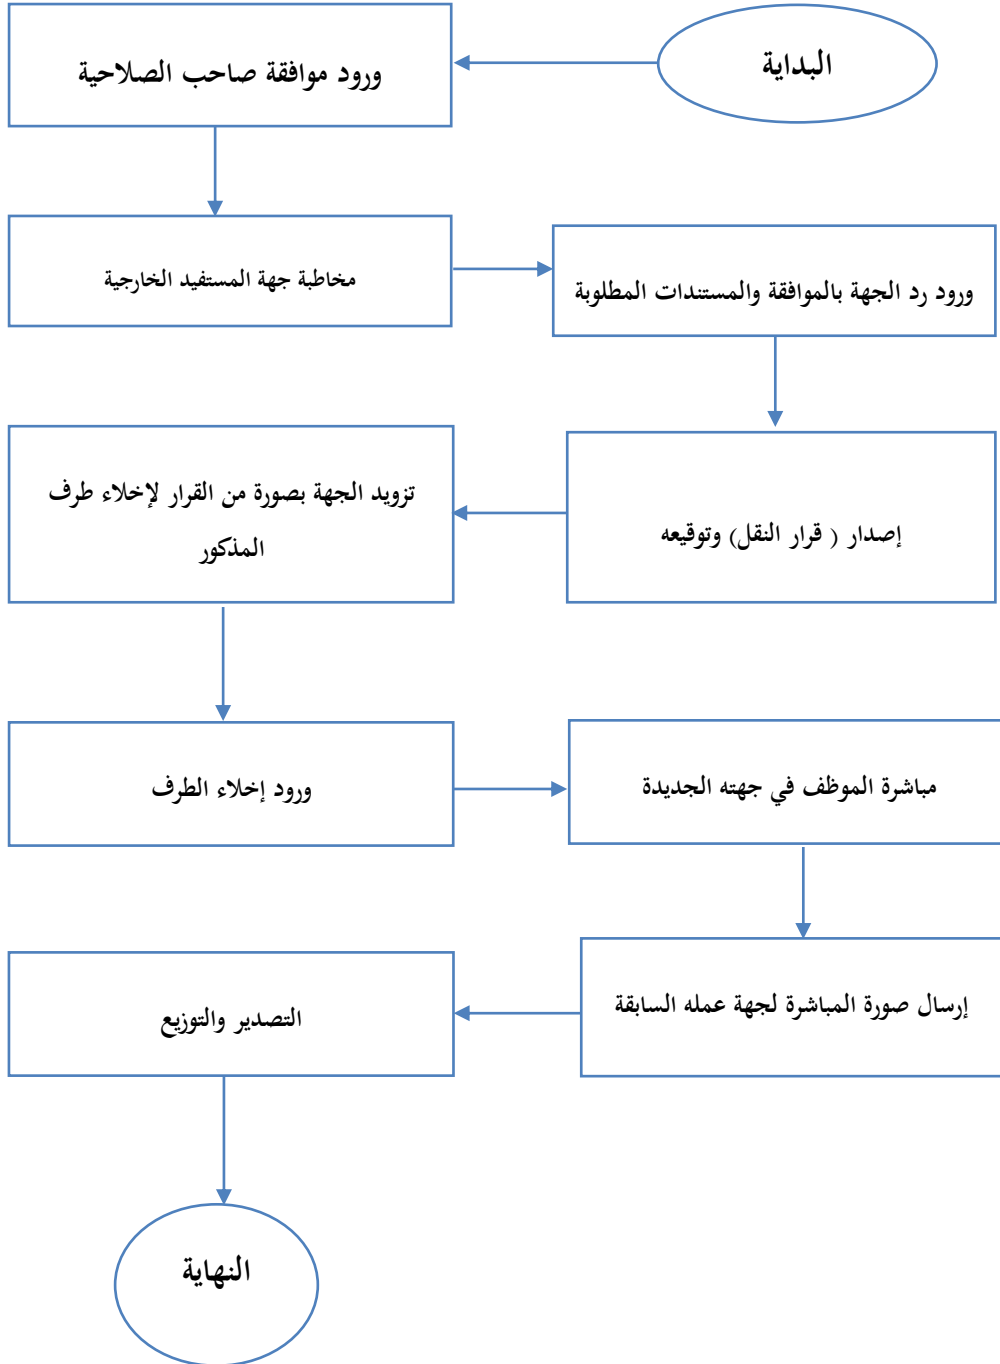 البداية
ورود موافقة صاحب الصلاحية
مخاطبة جهة المستفيد الخارجية
ورود رد الجهة بالموافقة والمستندات المطلوبة
إصدار ( قرار النقل) وتوقيعه
تزويد الجهة بصورة من القرار لإخلاء طرف
المذكور
ورود إخلاء الطرف
مباشرة الموظف في جهته الجديدة
إرسال صورة المباشرة لجهة عمله السابقة
التصدير والتوزيع
النهاية